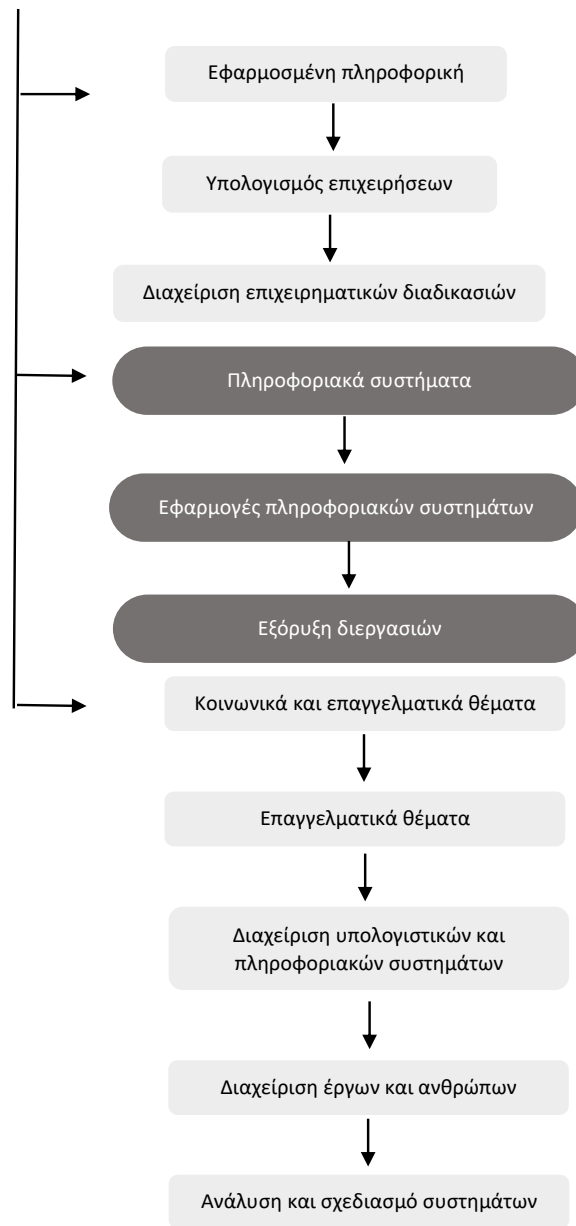 Εφαρμοσμένη πληροφορική
Υπολογισμός επιχειρήσεων
Διαχείριση επιχειρηματικών διαδικασιών
Πληροφοριακά συστήματα
Εφαρμογές πληροφοριακών συστημάτων
Εξόρυξη διεργασιών
Κοινωνικά και επαγγελματικά θέματα
Επαγγελματικά θέματα
Διαχείριση υπολογιστικών και
πληροφοριακών συστημάτων
Διαχείριση έργων και ανθρώπων
Ανάλυση και σχεδιασμό συστημάτων